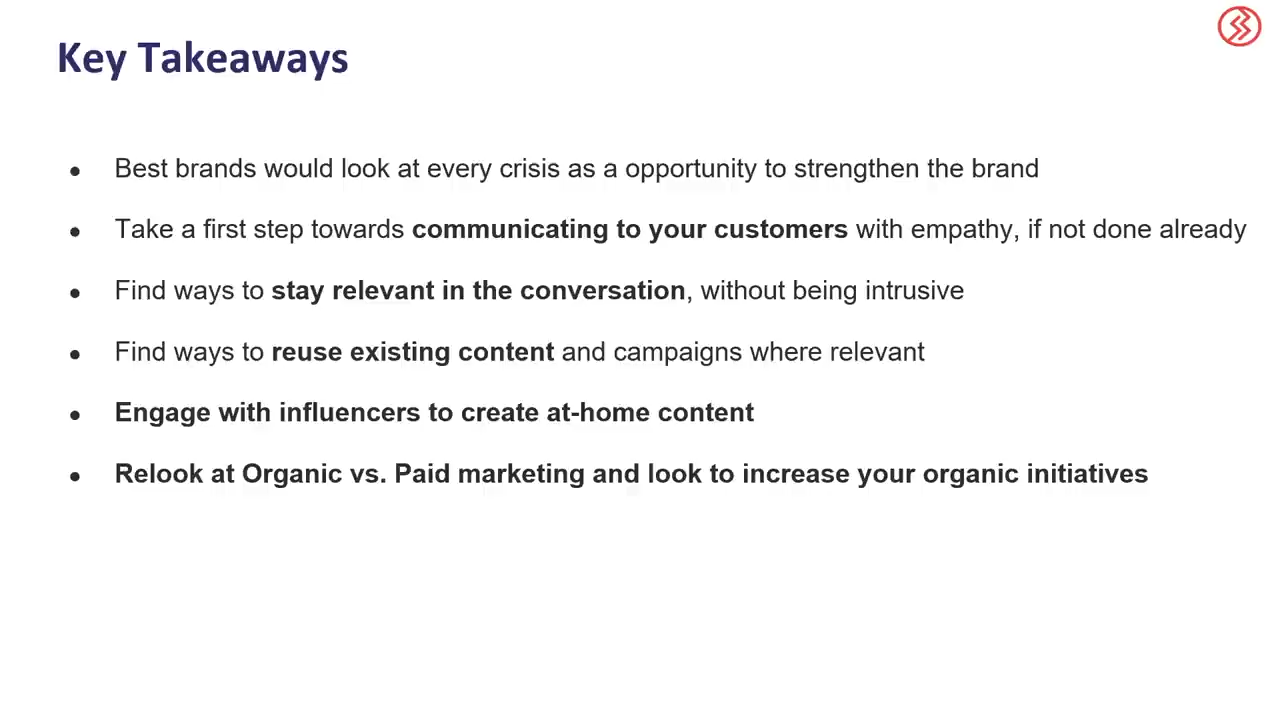 Key Takeaways
● Best brands would look at every crisis as a opportunity to strengthen the brand
● Take a first step towards communicating to your customers with empathy, if not done already
● Find ways to stay relevant in the conversation, without being intrusive
● Find ways to reuse existing content and campaigns where relevant
● Engage with influencers to create at-home content
● Relook at Organic vs. Paid marketing and look to increase your organic initiatives